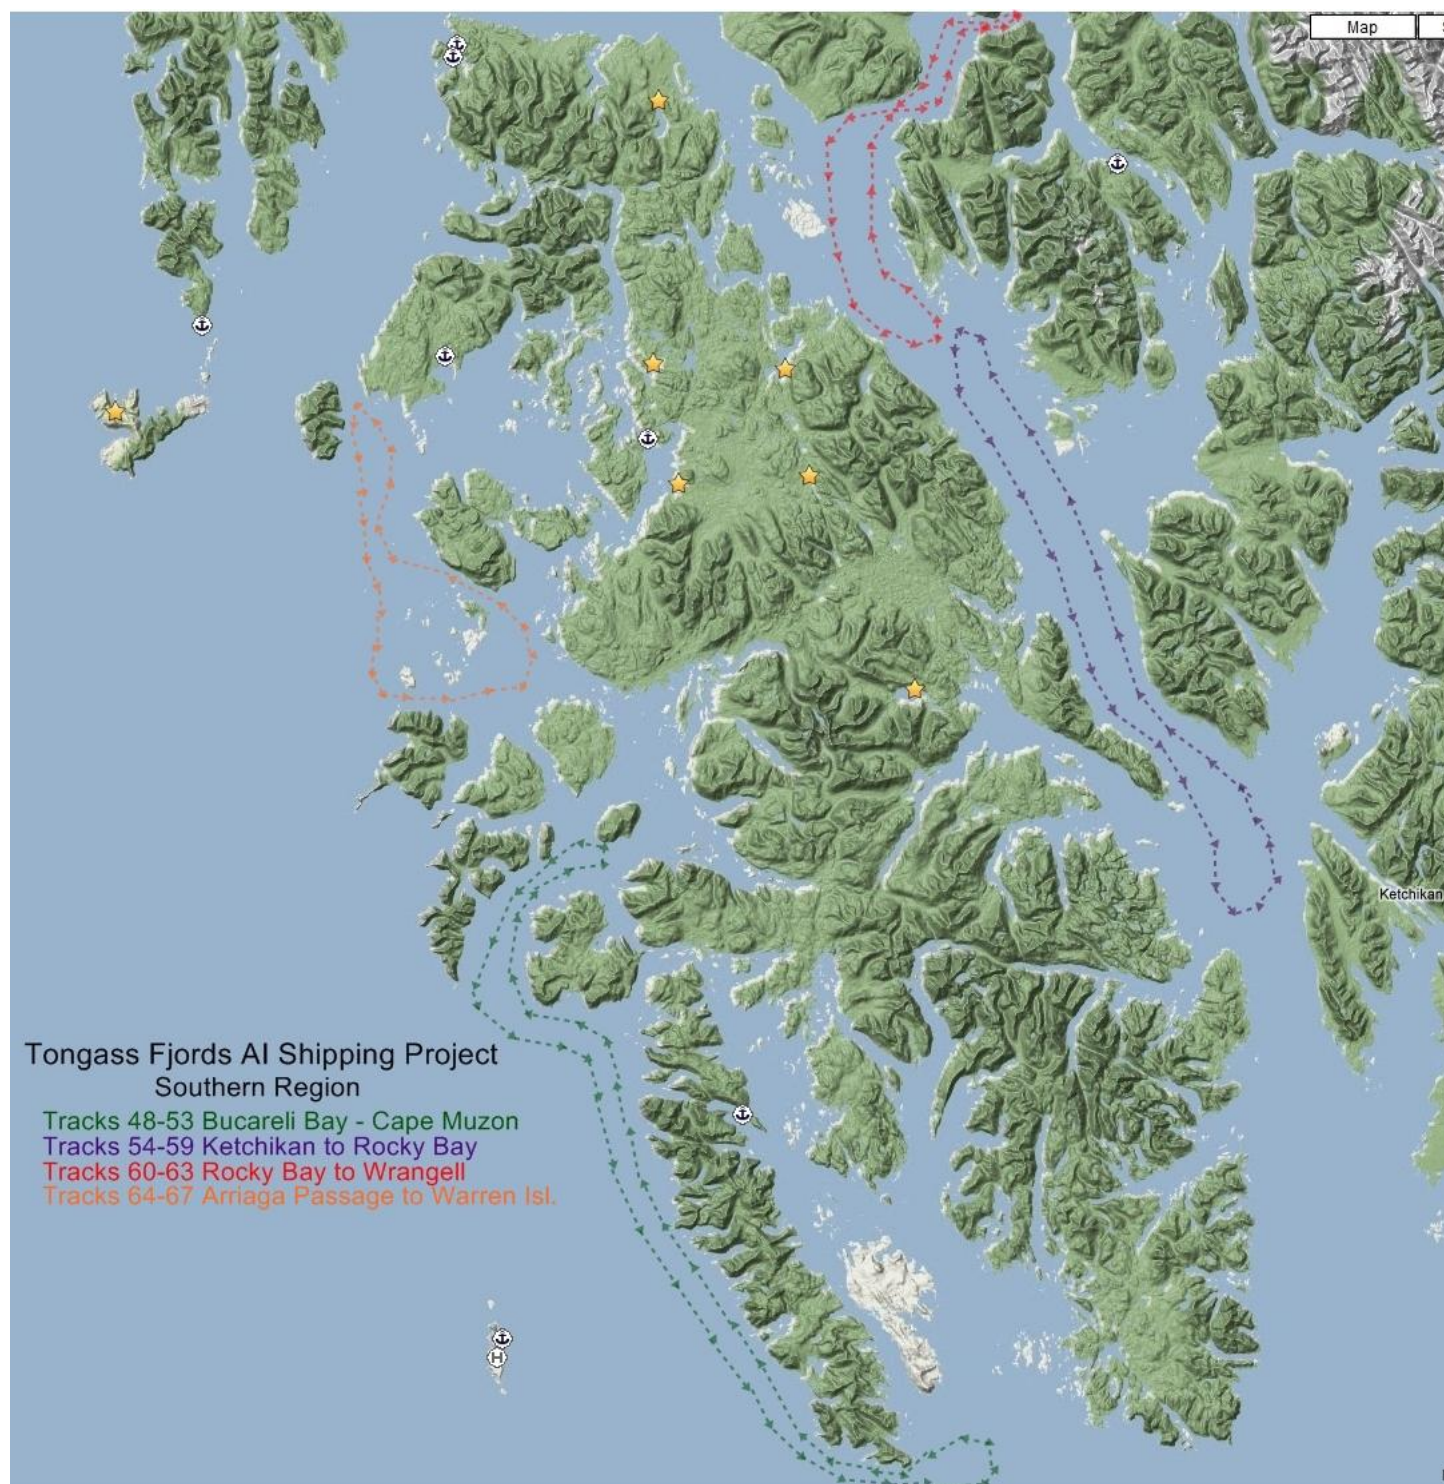 Map
Ketchikan
H
Tongass Fjords AI Shipping Project
Southern Region
Tracks 48-53 Bucareli Bay - Cape Muzon
Tracks 54-59 Ketchikan to Rocky Bay
Tracks 60-63 Rocky Bay to Wrangell
Tracks 64-67 Arriaga Passage to Warren Isl.